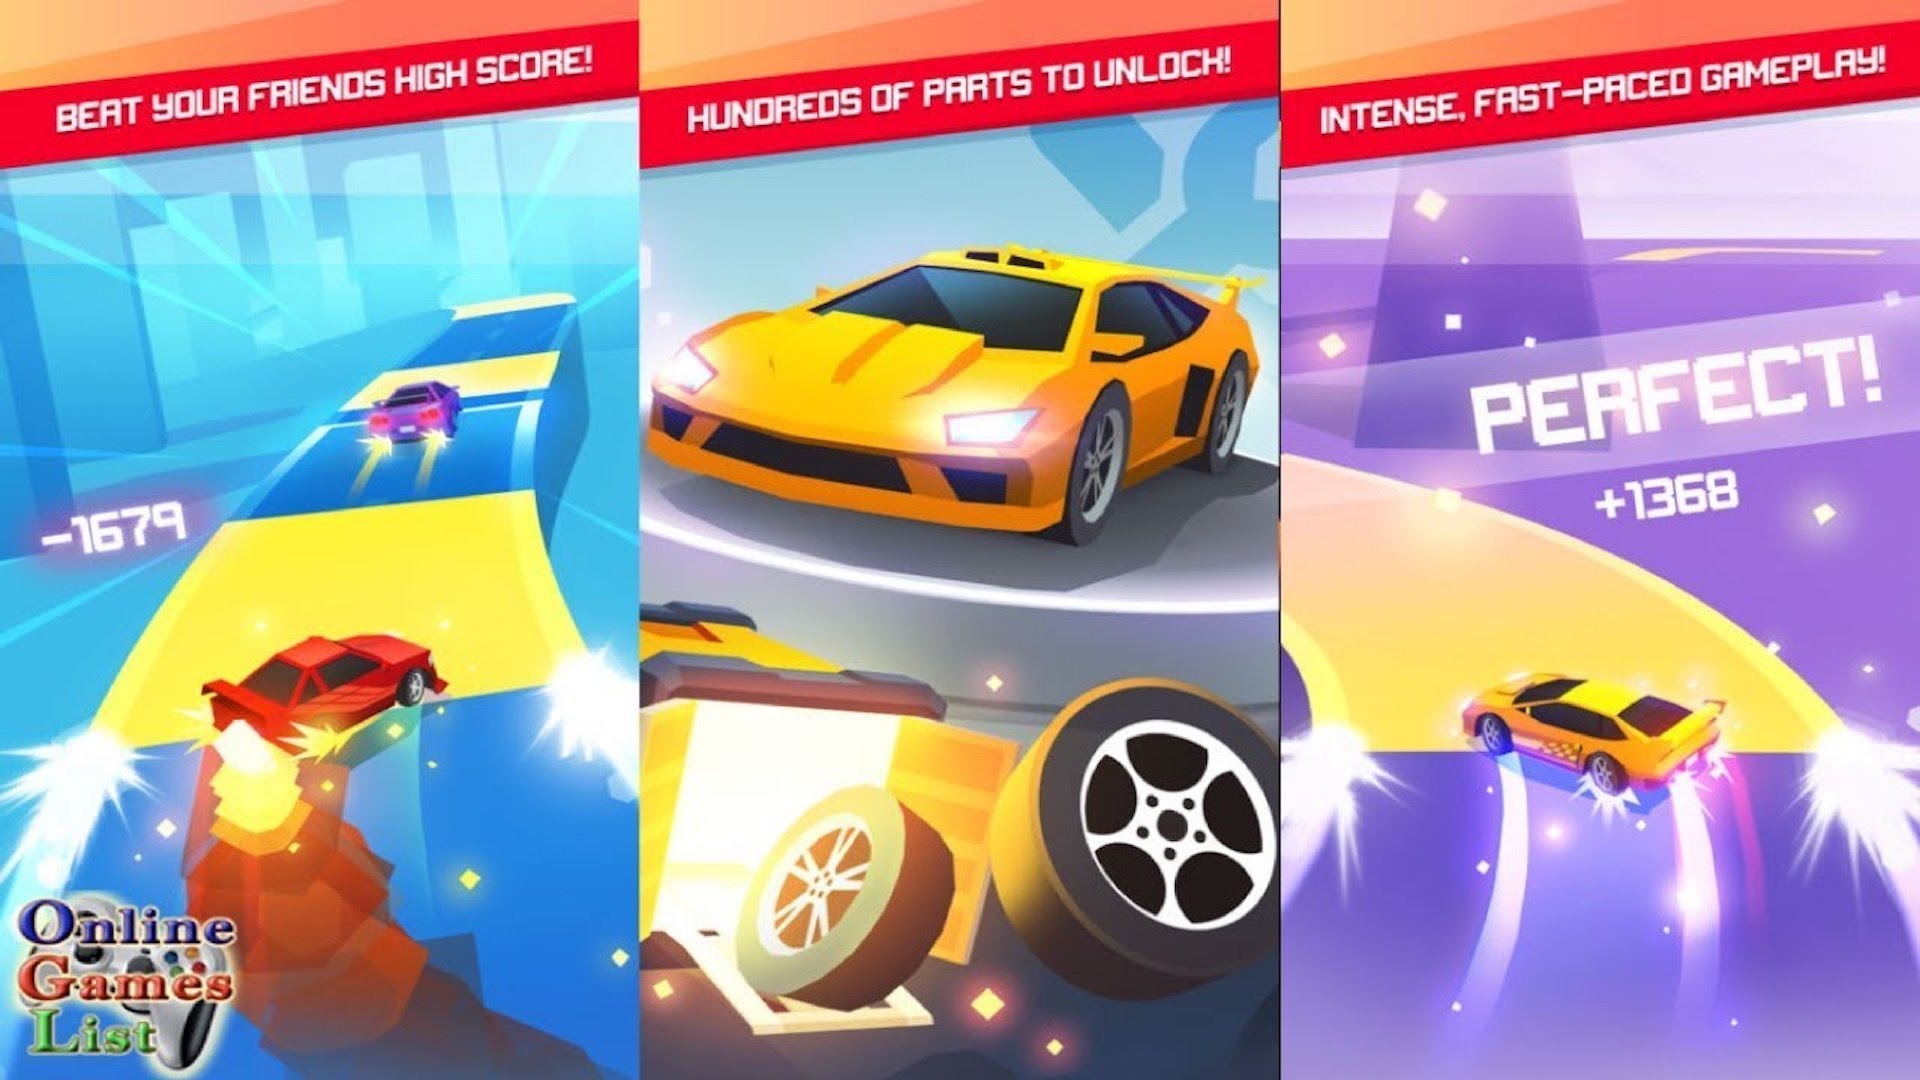 BEAT YOUR FRIENDS HIGH SCORE!
-1679
Online
Games
List
HUNDREDS OF PARTS TO UNLOCK!
INTENSE, FAST-PACED GAMEPLAY!
PERFECT!
+1368